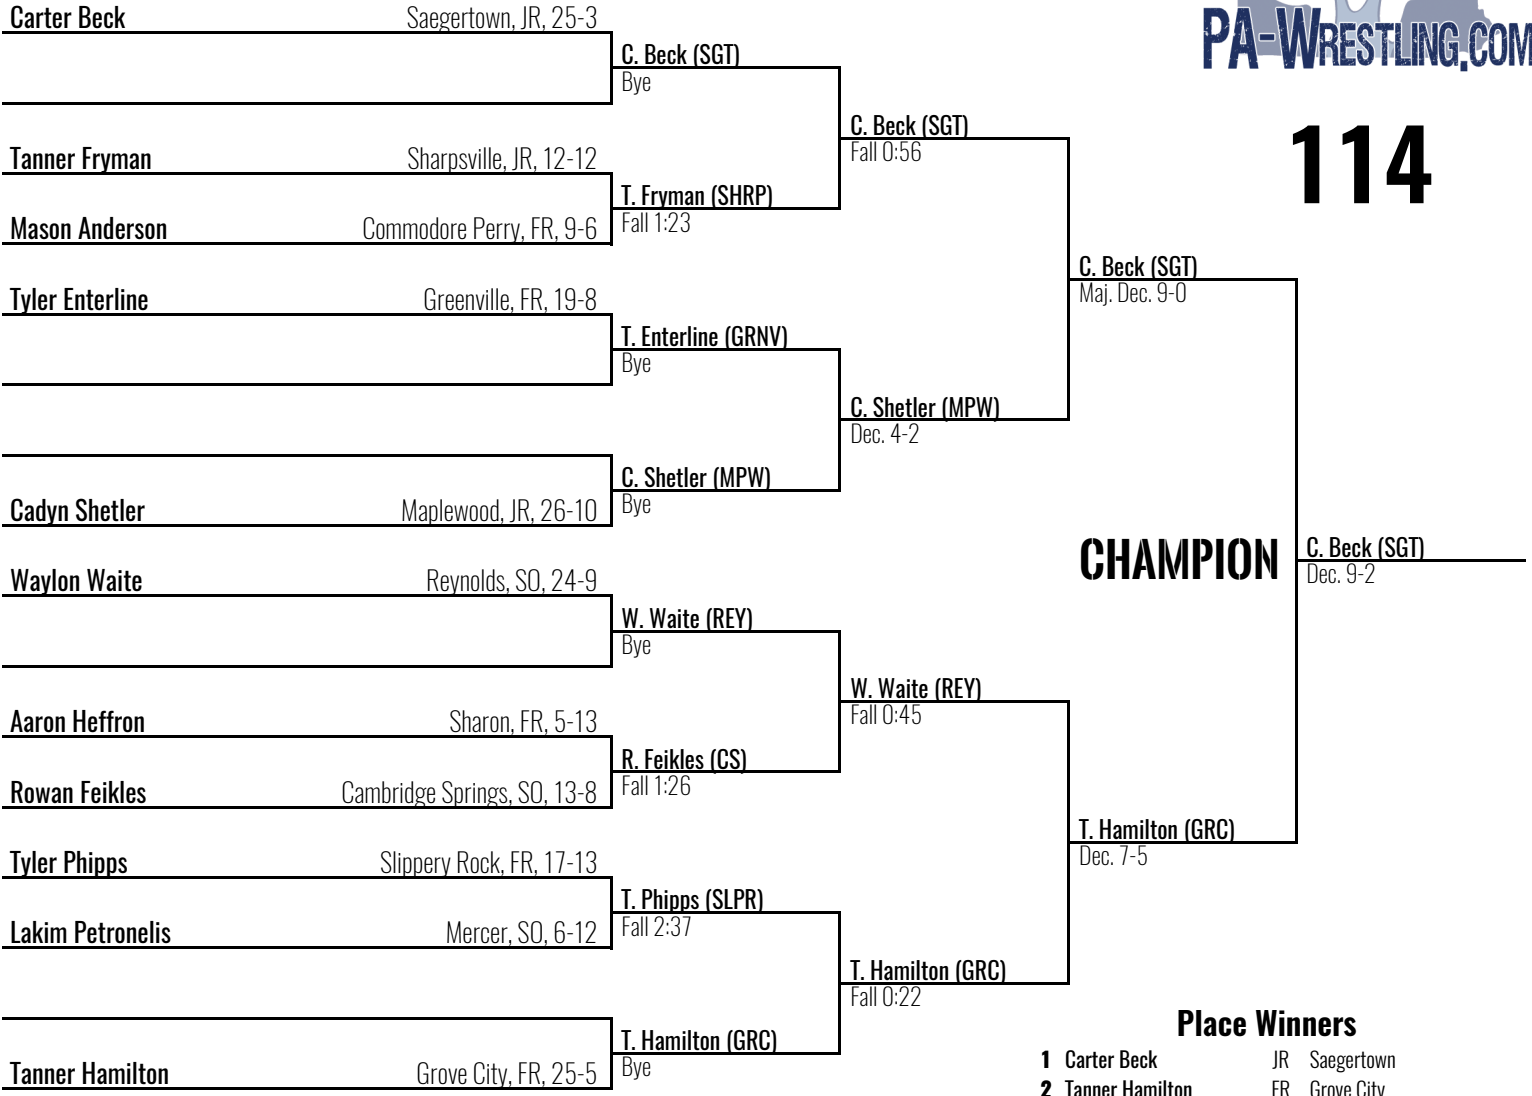 Carter Beck Saegertown, JR, 25-3
PA-WRESTLING.COM
C. Beck (SGT)
Bye
114
C. Beck (SGT)
Fall 0:56
Tanner Fryman Sharpsville, JR, 12-12
T. Fryman (SHRP)
Fall 1:23
Mason Anderson Commodore Perry, FR, 9-6
C. Beck (SGT)
Maj. Dec. 9-0
Tyler Enterline Greenville, FR, 19-8
T. Enterline (GRNV)
Bye
C. Shetler (MPW)
Dec. 4-2
C. Shetler (MPW)
Bye
Cadyn Shetler Maplewood, JR, 26-10
CHAMPION
C. Beck (SGT)
Dec. 9-2
Waylon Waite Reynolds, SO, 24-9
W. Waite (REY)
Bye
W. Waite (REY)
Fall 0:45
Aaron Heffron Sharon, FR, 5-13
R. Feikles (CS)
Fall 1:26
Rowan Feikles Cambridge Springs, SO, 13-8
T. Hamilton (GRC)
Dec. 7-5
Tyler Phipps Slippery Rock, FR, 17-13
T. Phipps (SLPR)
Fall 2:37
Lakim Petronelis Mercer, SO, 6-12
T. Hamilton (GRC)
Fall 0:22
T. Hamilton (GRC)
Bye
Tanner Hamilton Grove City, FR, 25-5
Place Winners
1 Carter Beck JR Saegertown
2 Tanner Hamilton FR Grove City